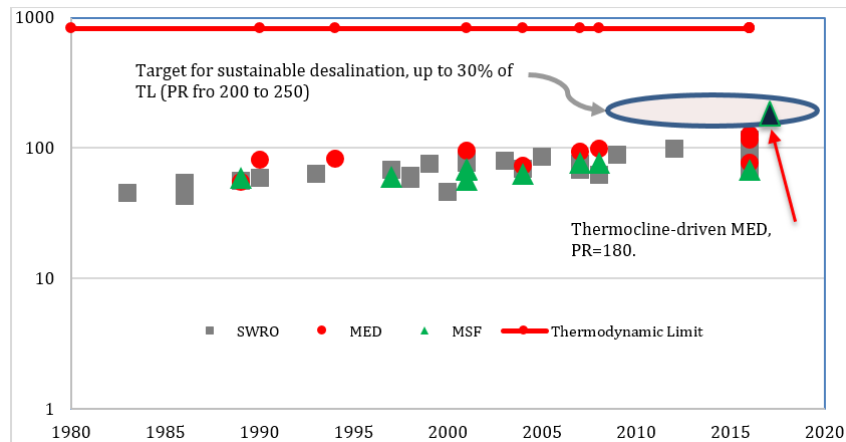 1000
Target for sustainable desalination, up to 30% of
TL (PR fro 200 to 250)
100
Thermocline-driven MED,
PR=180.
10
SWRO MED MSF Thermodynamic Limit
1
1980 1985 1990 1995 2000 2005 2010 2015 2020